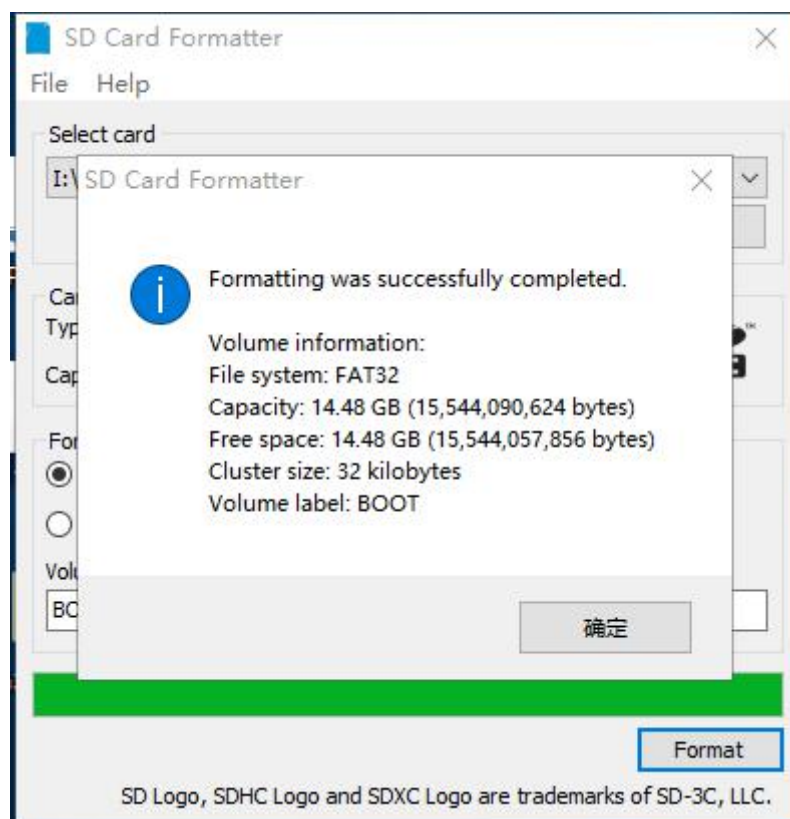 SD Card Formatter
File Help
Select card
I:\
SD Card Formatter
Formatting was successfully completed.
Volume information:
File system: FAT32
Capacity: 14.48 GB (15,544,090,624 bytes)
Free space: 14.48 GB (15,544,057,856 bytes)
Cluster size: 32 kilobytes
Volume label: BOOT
确定
Format
SD Logo, SDHC Logo and SDXC Logo are trademarks of SD-3C, LLC.